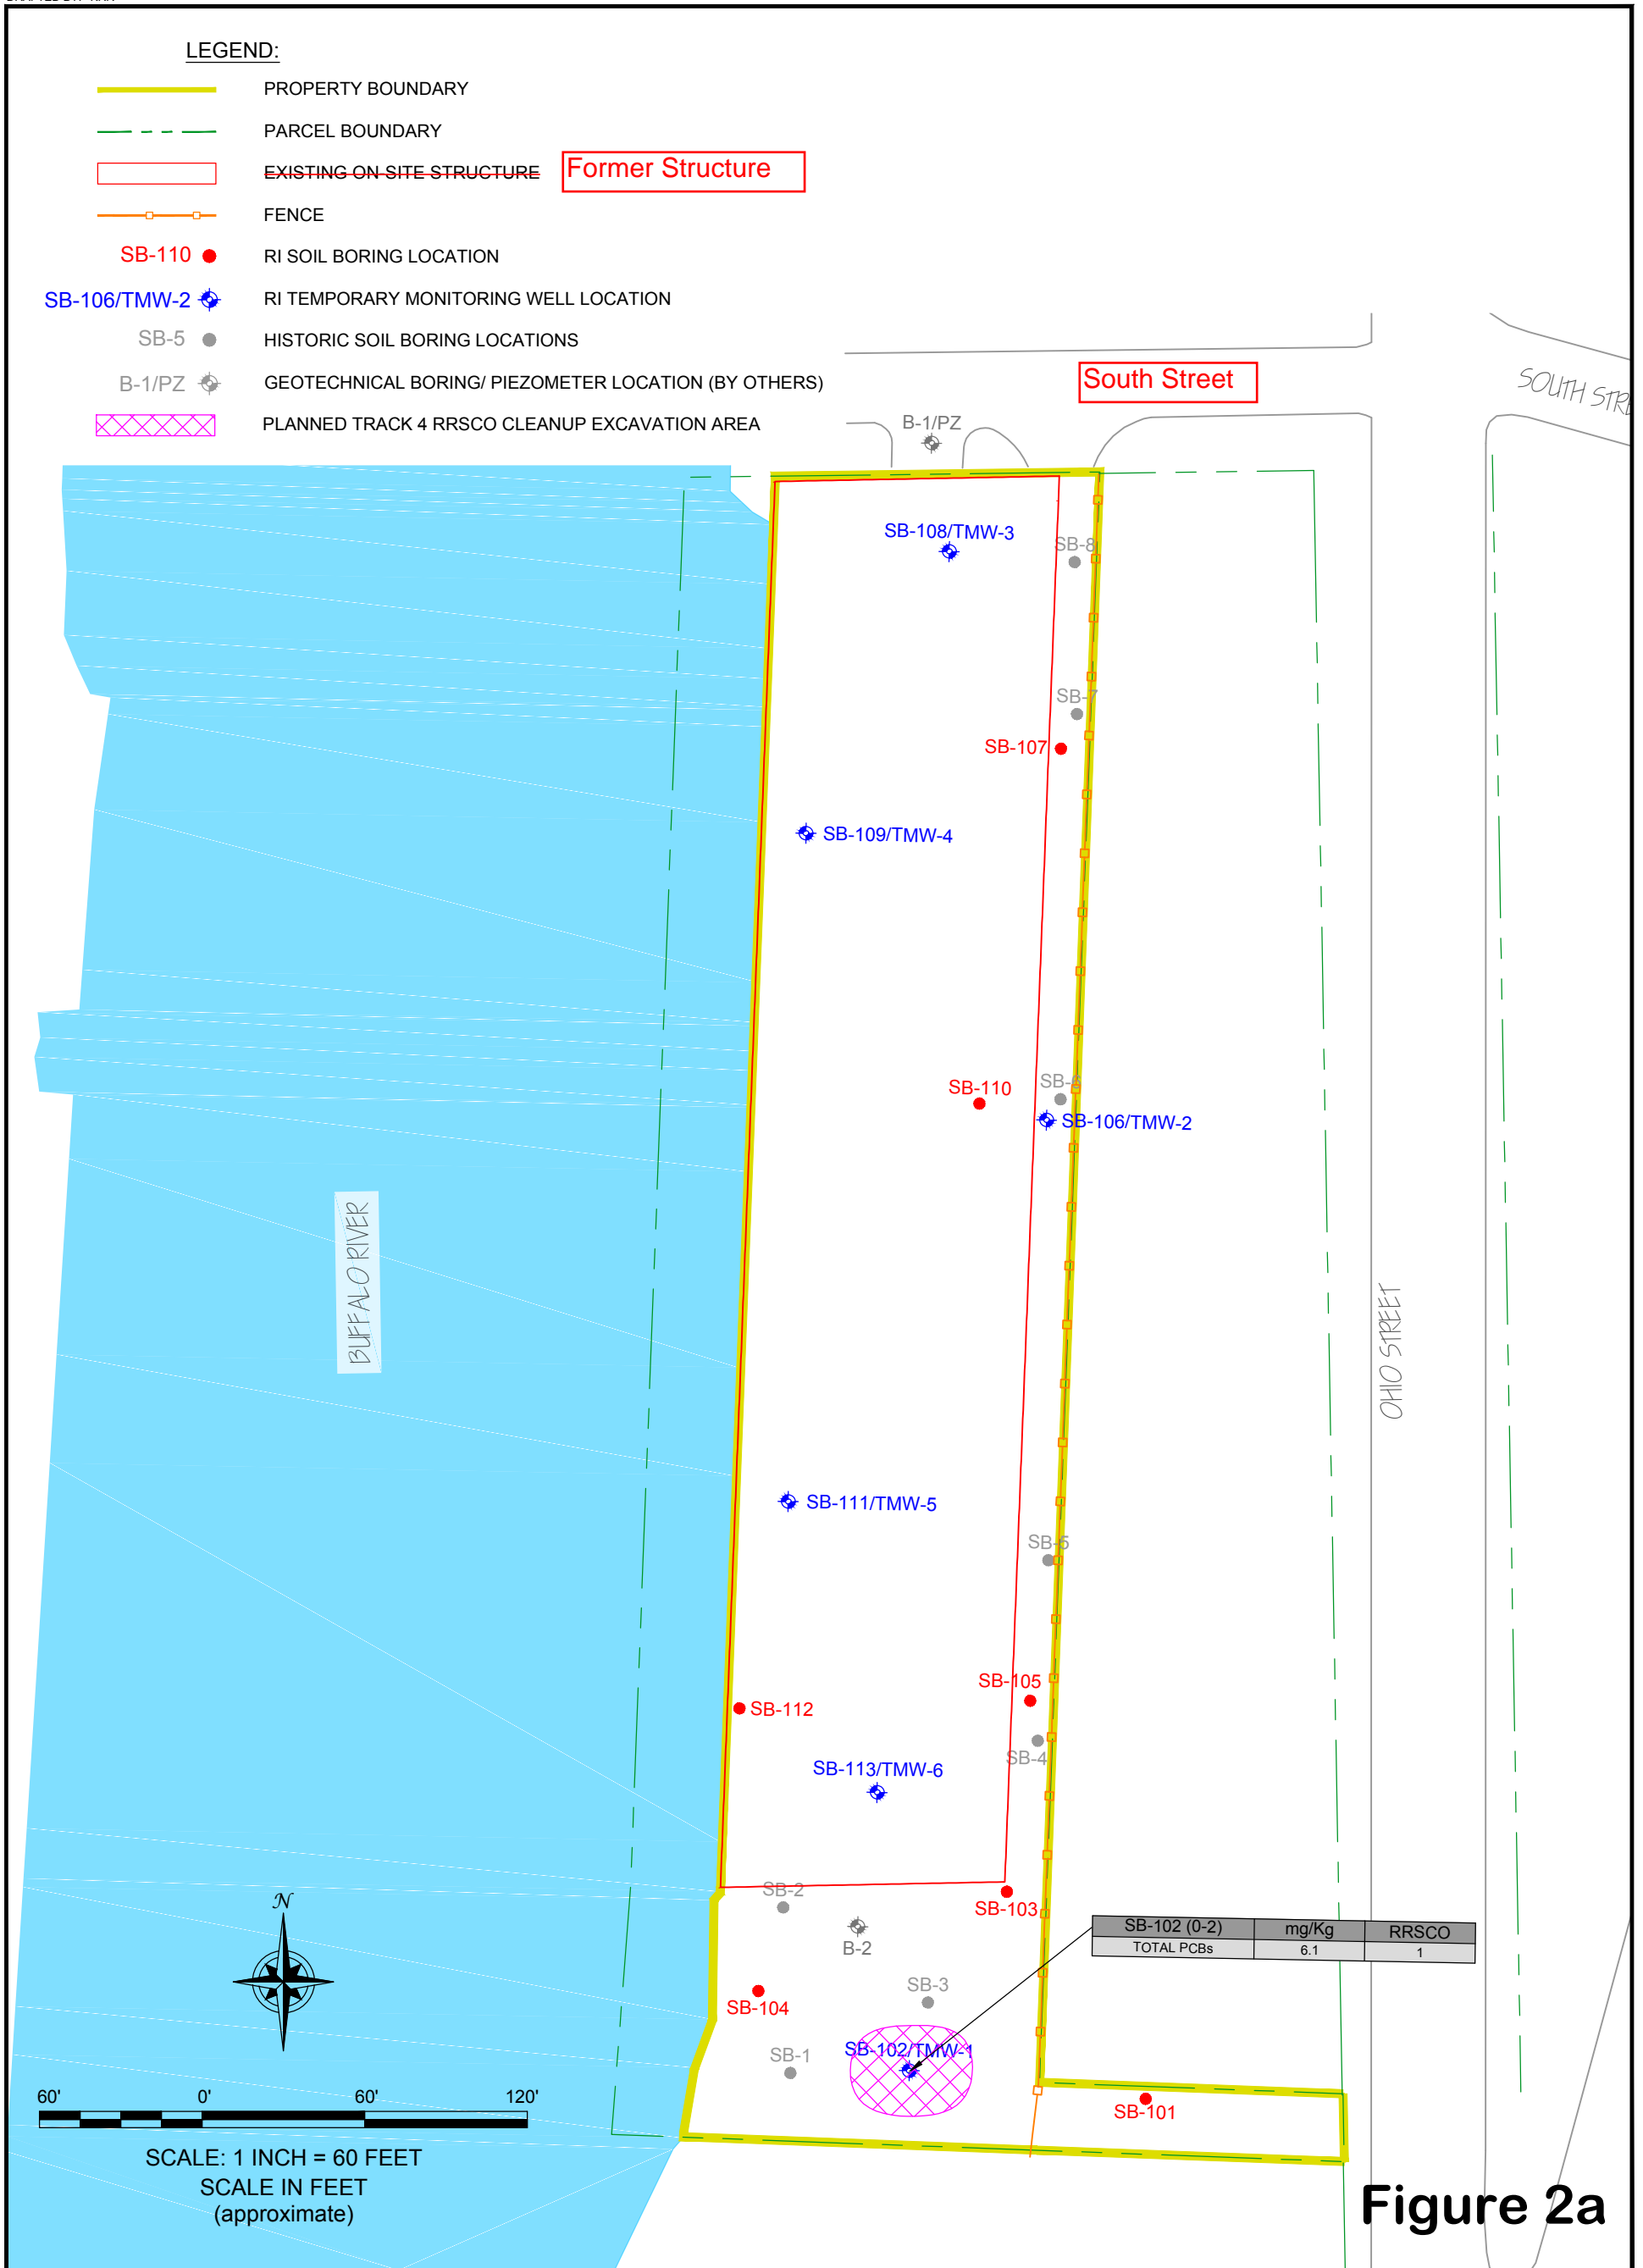 LEGEND:
PROPERTY BOUNDARY
PARCEL BOUNDARY
EXISTING ON-SITE STRUCTURE Former Structure
FENCE
SB-110 RI SOIL BORING LOCATION
SB-106/TMW-2 RI TEMPORARY MONITORING WELL LOCATION
SB-5 HISTORIC SOIL BORING LOCATIONS
B-1/PZ GEOTECHNICAL BORING/ PIEZOMETER LOCATION (BY OTHERS)
PLANNED TRACK 4 RRSCO CLEANUP EXCAVATION AREA
South Street
SOUTH STRE
B-1/PZ
SB-108/TMW-3
SB-8
SB-7
SB-107
SB-109/TMW-4
SB-110
SB-6
SB-106/TMW-2
BUFFALO RIVER
OHIO STREET
SB-111/TMW-5
SB-5
SB-105
SB-112
SB-4
SB-113/TMW-6
SB-2
SB-103
B-2
SB-102 (0-2) mg/Kg RRSCO
TOTAL PCBs 6.1 1
N
SB-3
SB-104
SB-102/TMW-1
SB-1
SB-101
60' 0' 60' 120'
SCALE: 1 INCH = 60 FEET
SCALE IN FEET
(approximate)
Figure 2a